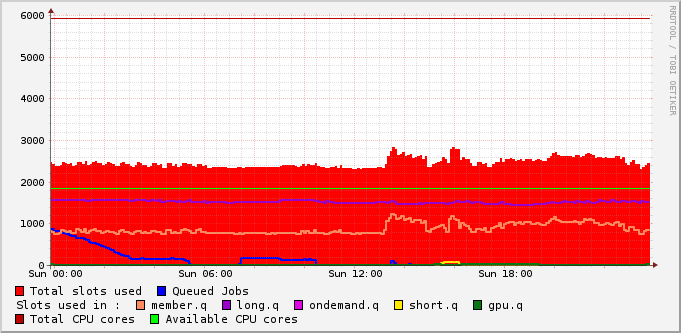 RRDTOOL / TOBI OETIKER
6000
5000
4000
3000
2000
1000
0
Sun 00:00 Sun 06:00 Sun 12:00 Sun 18:00
Total slots used Queued Jobs
Slots used in : member.q long.q ondemand.q short.q gpu.q
Total CPU cores Available CPU cores